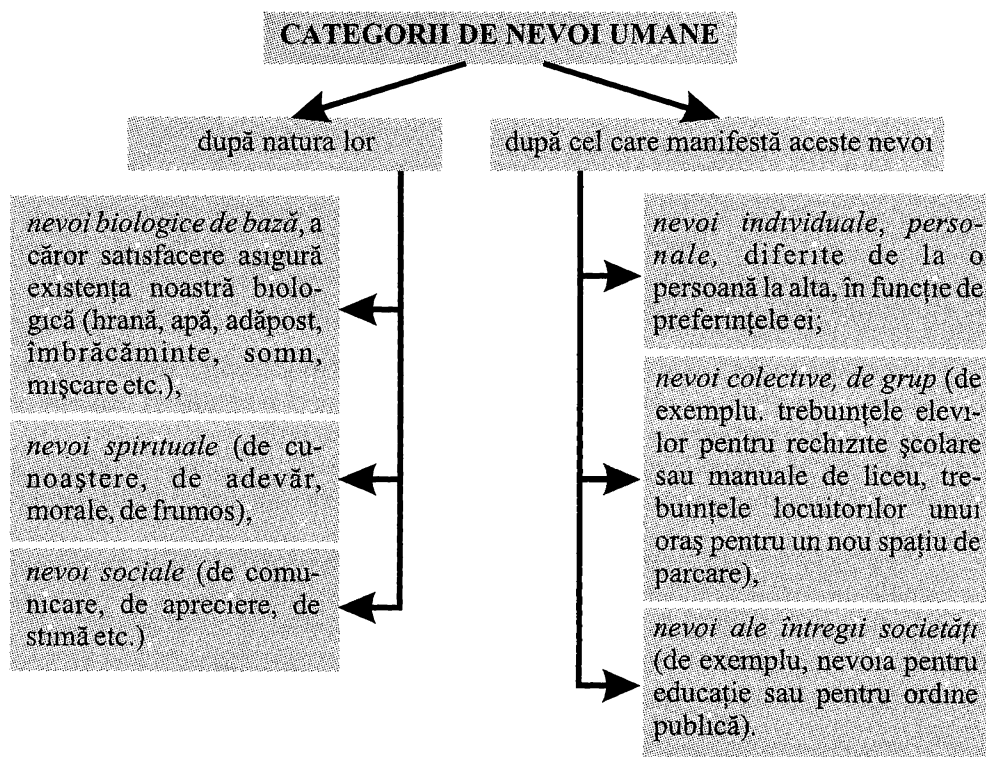 CATEGORII DE NEVOI UMANE
după natura lor
nevoi biologice de bază, a
căror satisfacere asigură
existența noastră biolo-
gică (hrană, apă, adăpost,
îmbrăcăminte, somn,
mișcare etc.),
nevoi spirituale (de cu-
noaștere, de adevăr,
morale, de frumos),
nevoi sociale (de comu-
nicare, de apreciere, de
stimă etc.)
după cel care manifestă aceste nevoi
nevoi individuale, perso-
nale, diferite de la o
persoană la alta, în funcție de
preferințele ei;
nevoi colective, de grup (de
exemplu. trebuințele elevi-
lor pentru rechizite școlare
sau manuale de liceu, tre-
buințele locuitorilor unui
oraș pentru un nou spațiu de
parcare),
nevoi ale întregii societăți
(de exemplu, nevoia pentru
educație sau pentru ordine
publică).